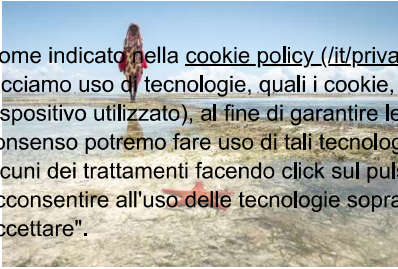 ome indicato nella cookie policy (/it/priva
cciamo uso di tecnologie, quali i cookie,
spositivo utilizzato), al fine di garantire le
onsenso potremo fare uso di tali tecnolog
cuni dei trattamenti facendo click sul puls
cconsentire all'uso delle tecnologie sopra
ccettare".